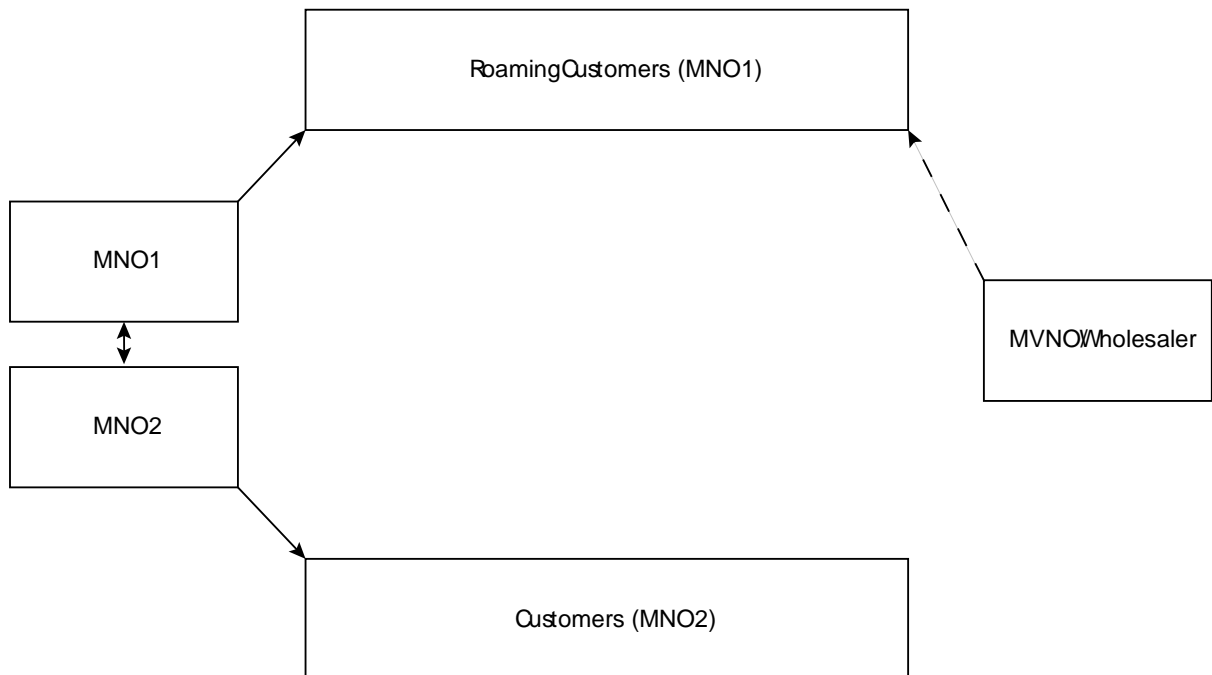 RoamingCustomers (MNO1)
MNO1
MVNO/Wholesaler
MNO2
Customers (MNO2)